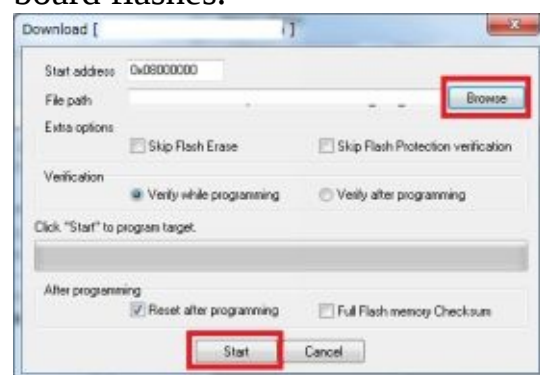 board flashes.
Download [ ]
Start address 0x08000000
File path Browse
Extra options
Skip Flash Erase Skip Flash Protection verification
Verification
Verify while programming Verify after programming
Click "Start" to program target.
After programming
Reset after programming Full Flash memory Checksum
Start Cancel